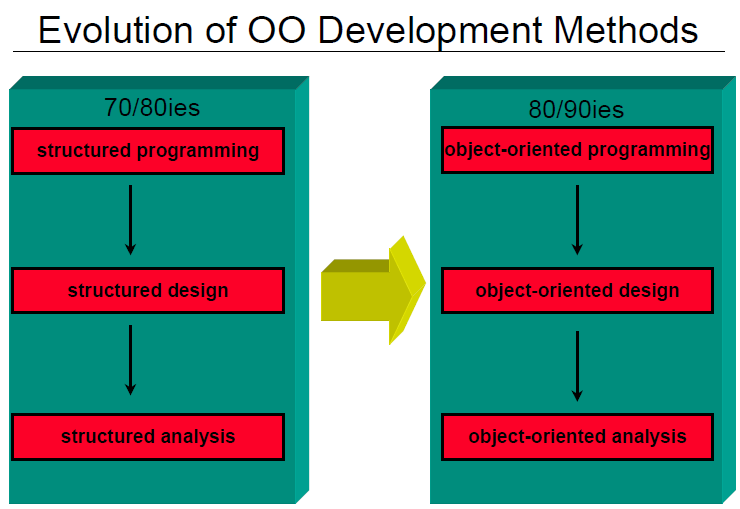 Evolution of OO Development Methods
70/80ies
structured programming
structured design
structured analysis
80/90ies
object-oriented programming
object-oriented design
object-oriented analysis